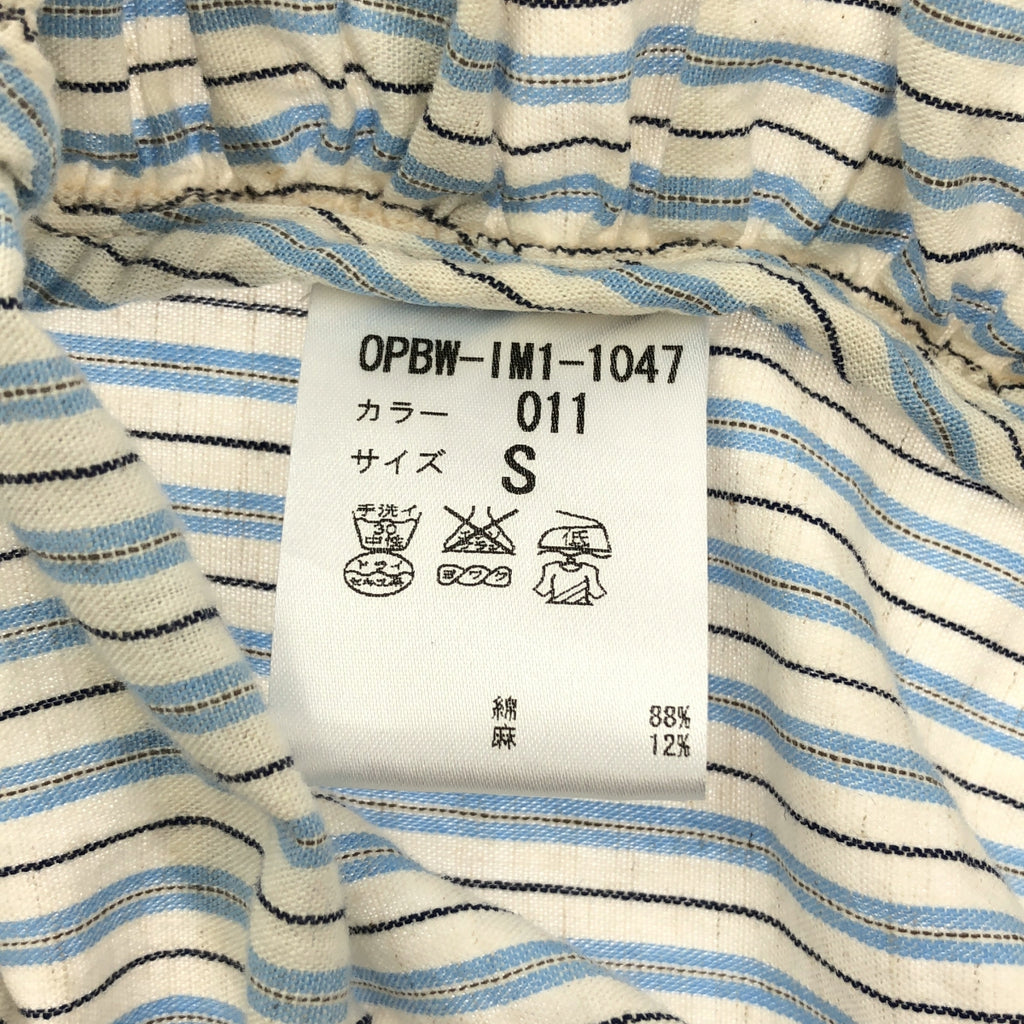 OPBW-IM1-1047
カラー 011
サイズ S
手洗イ
30
中性
低
ドライ
セキユ系
ヨワク
綿 88%
麻 12%